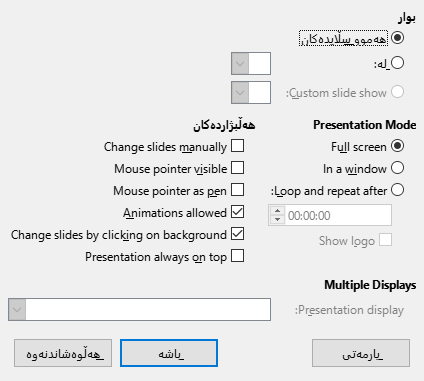 بوار
هەموو سڵایدەکان
لە:
Custom slide show:
Presentation Mode
Full screen
In a window
Loop and repeat after:
00:00:00
Show logo
هەڵبژاردەکان
Change slides manually
Mouse pointer visible
Mouse pointer as pen
Animations allowed
Change slides by clicking on background
Presentation always on top
Multiple Displays
Presentation display:
یارمەتی
باشە
هەڵوەشاندنەوە